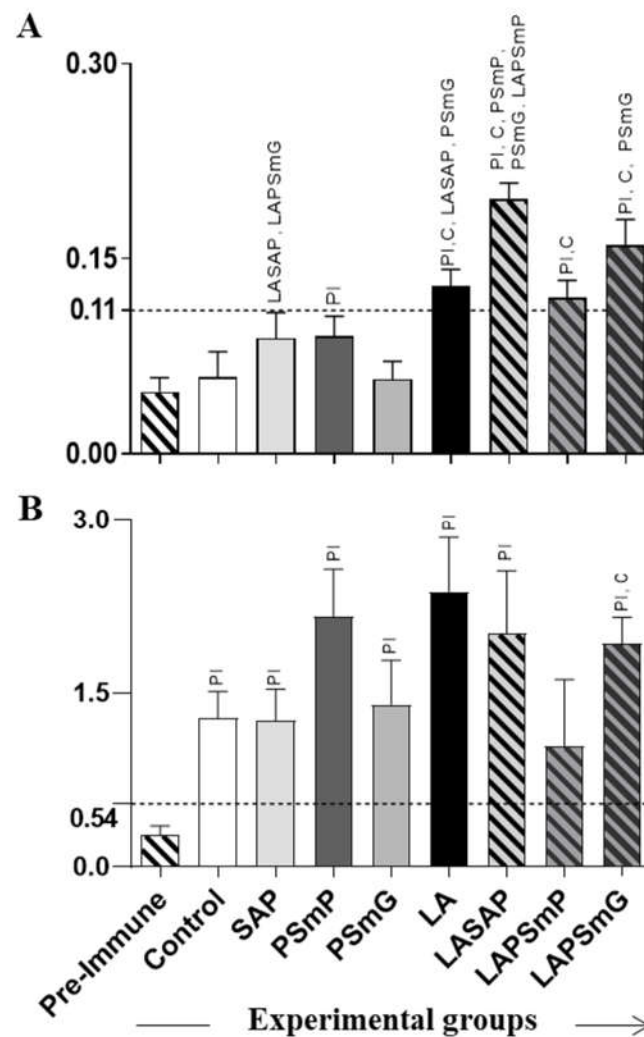 A
0.30
0.15
0.11
0.00
LASAP, LAPSmG
PI
PI,C, LASAP, PSmG
PI, C, PSmP,
PSmG, LAPSmP
PI,C
PI, C, PSmG
B
3.0
1.5
0.54
0.0
PI
PI
PI
PI
PI
PI
PI, C
Pre-Immune
Control
SAP
PSmP
PSmG
LA
LASAP
LAPSmP
LAPSmG
Experimental groups